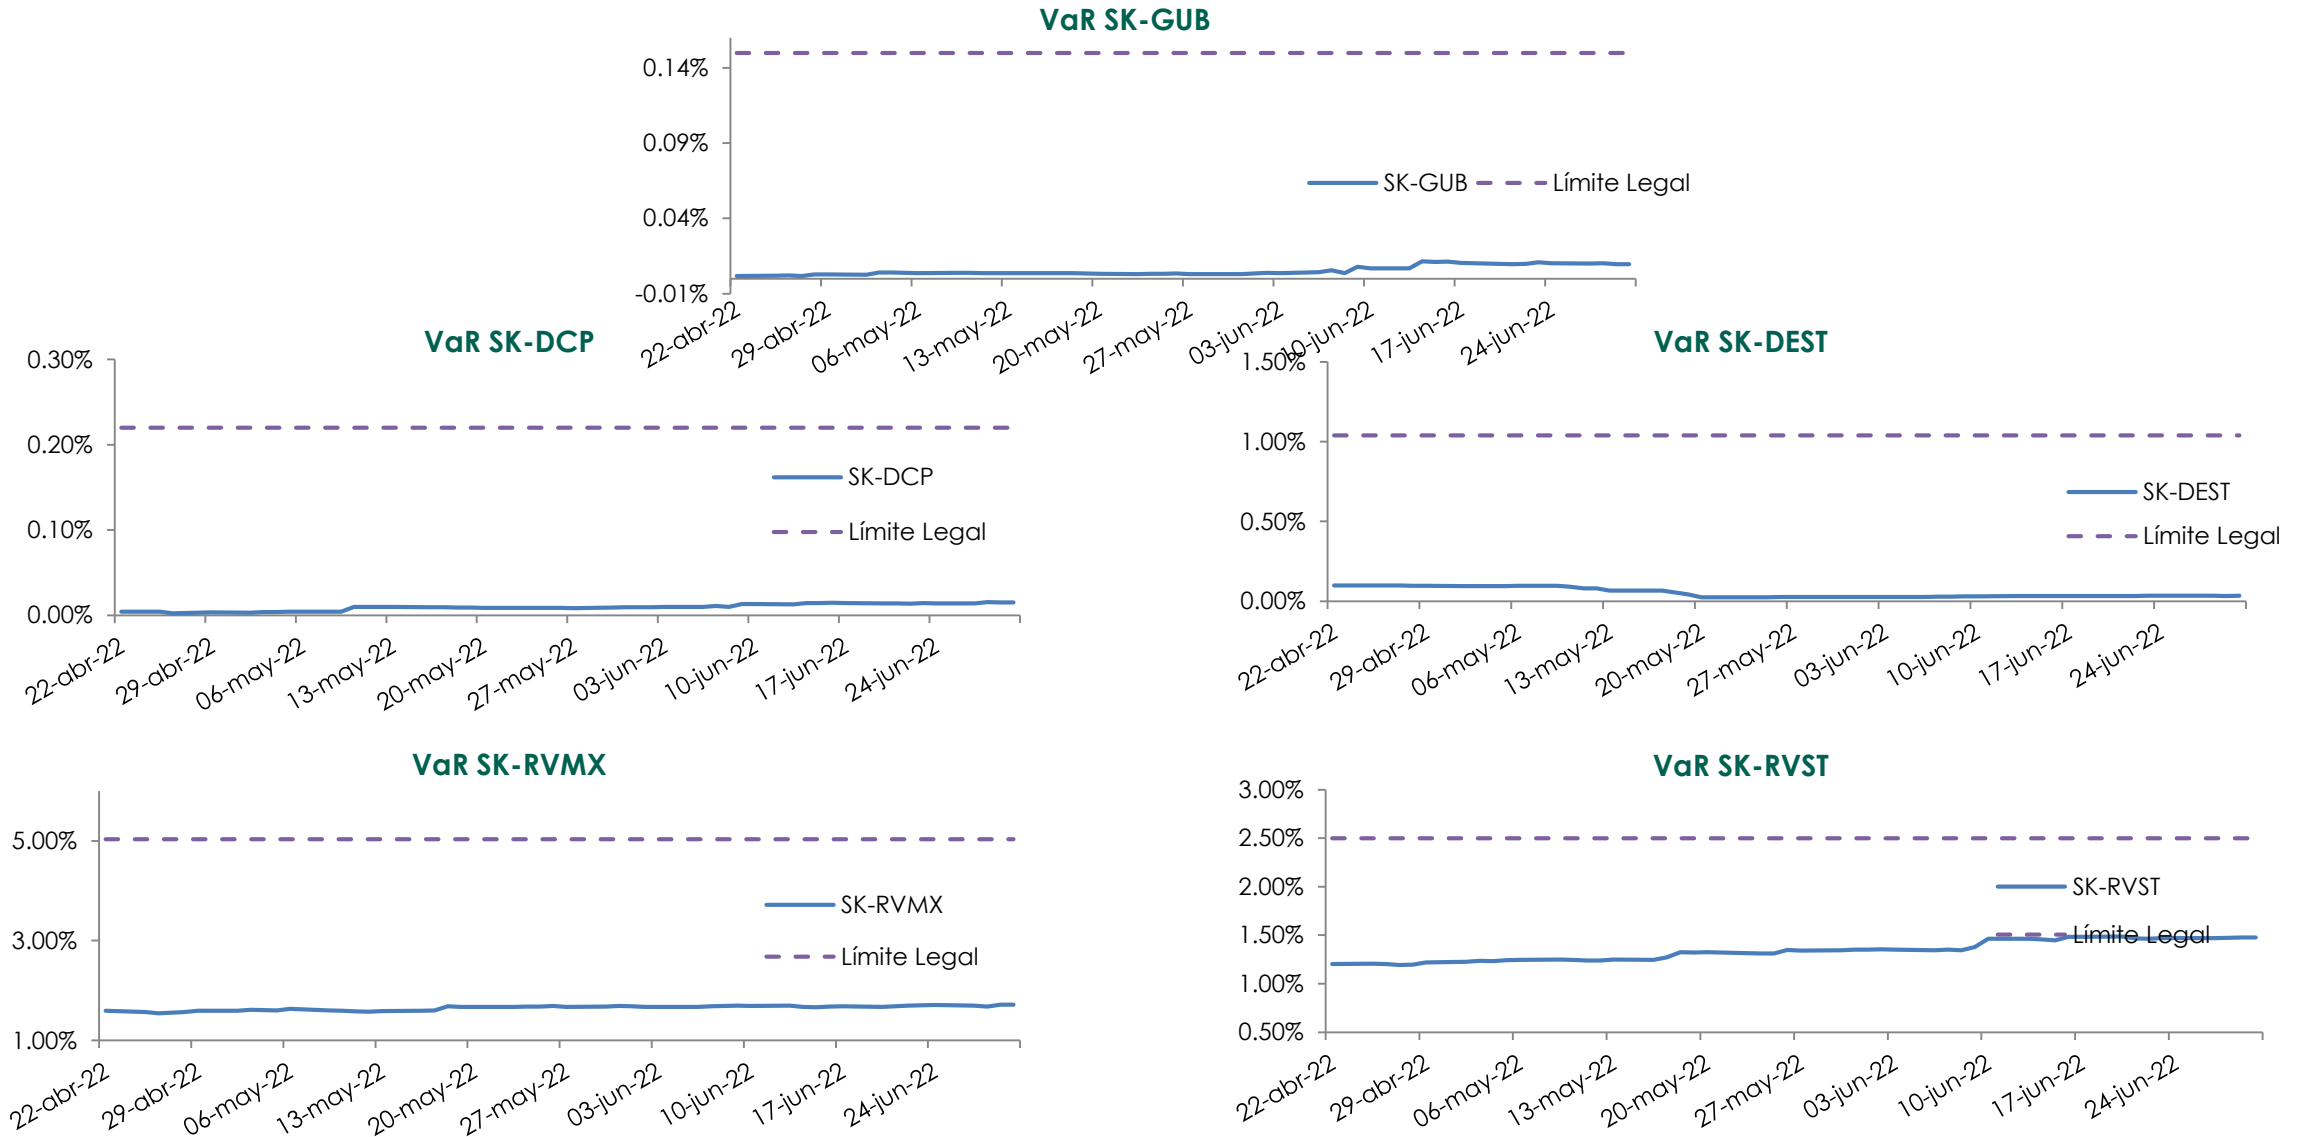 VaR SK-GUB
0.14%
0.09%
0.04%
-0.01%
SK-GUB Límite Legal
22-abr-22 29-abr-22 06-may-22 13-may-22 20-may-22 27-may-22 03-jun-22 10-jun-22 17-jun-22 24-jun-22
VaR SK-DCP
0.30%
0.20%
0.10%
0.00%
SK-DCP
Límite Legal
22-abr-22 29-abr-22 06-may-22 13-may-22 20-may-22 27-may-22 03-jun-22 10-jun-22 17-jun-22 24-jun-22
VaR SK-DEST
1.50%
1.00%
0.50%
0.00%
SK-DEST
Límite Legal
22-abr-22 29-abr-22 06-may-22 13-may-22 20-may-22 27-may-22 03-jun-22 10-jun-22 17-jun-22 24-jun-22
VaR SK-RVMX
5.00%
3.00%
1.00%
SK-RVMX
Límite Legal
22-abr-22 29-abr-22 06-may-22 13-may-22 20-may-22 27-may-22 03-jun-22 10-jun-22 17-jun-22 24-jun-22
VaR SK-RVST
3.00%
2.50%
2.00%
1.50%
1.00%
0.50%
SK-RVST
Límite Legal
22-abr-22 29-abr-22 06-may-22 13-may-22 20-may-22 27-may-22 03-jun-22 10-jun-22 17-jun-22 24-jun-22